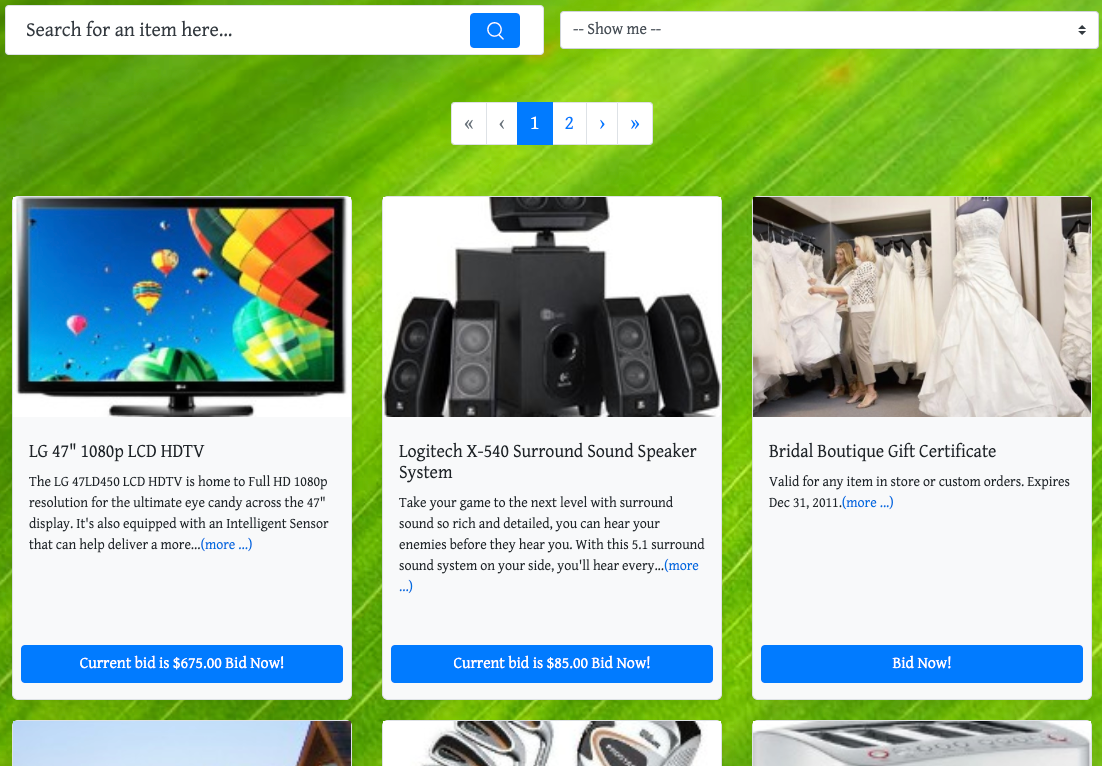 Search for an item here...
-- Show me --
« ‹ 1 2 › »
LG
Logitech
LG 47" 1080p LCD HDTV
The LG 47LD450 LCD HDTV is home to Full HD 1080p
resolution for the ultimate eye candy across the 47"
display. It's also equipped with an Intelligent Sensor
that can help deliver a more...(more ...)
Logitech X-540 Surround Sound Speaker
System
Take your game to the next level with surround
sound so rich and detailed, you can hear your
enemies before they hear you. With this 5.1 surround
sound system on your side, you'll hear every...(more
...)
Bridal Boutique Gift Certificate
Valid for any item in store or custom orders. Expires
Dec 31, 2011.(more ...)
Current bid is $675.00 Bid Now!
Current bid is $85.00 Bid Now!
Bid Now!
Wilson